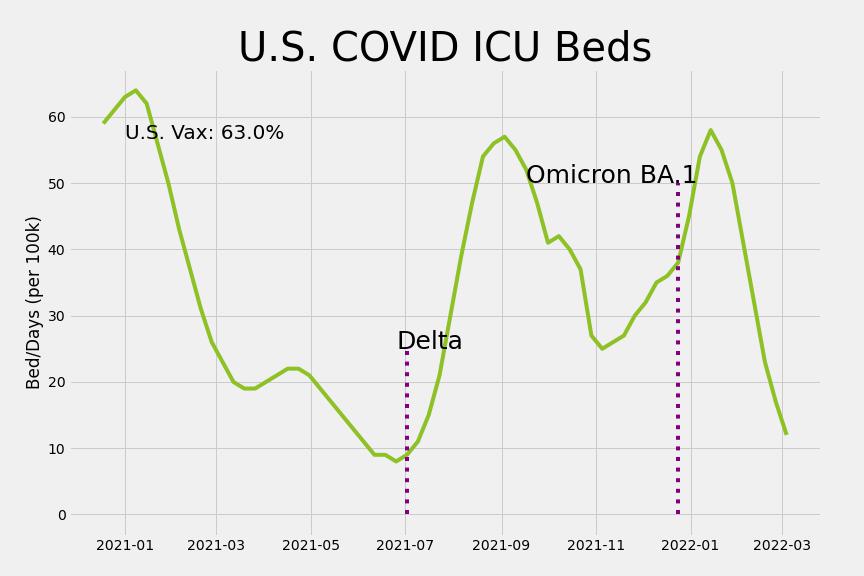 U.S. COVID ICU Beds
U.S. Vax: 63.0%
Omicron BA.1
Delta
Bed/Days (per 100k)
60
50
40
30
20
10
0
2021-01 2021-03 2021-05 2021-07 2021-09 2021-11 2022-01 2022-03